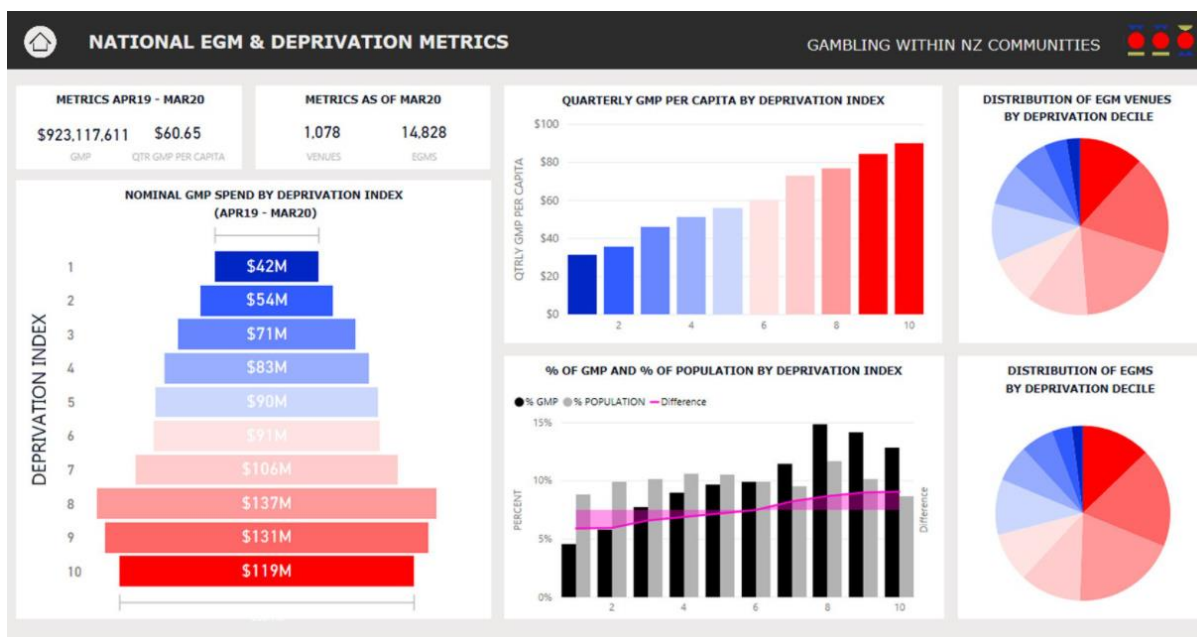 NATIONAL EGM & DEPRIVATION METRICS
GAMBLING WITHIN NZ COMMUNITIES
METRICS APR19 - MAR20
$923,117,611 $60.65
GMP QTR GMP PER CAPITA
METRICS AS OF MAR20
1,078 14,828
VENUES EGMS
NOMINAL GMP SPEND BY DEPRIVATION INDEX
(APR19 - MAR20)
DEPRIVATION INDEX
1 $42M
2 $54M
3 $71M
4 $83M
5 $90M
6 $91M
7 $106M
8 $137M
9 $131M
10 $119M
QUARTERLY GMP PER CAPITA BY DEPRIVATION INDEX
QTRLY GMP PER CAPITA
$100
$80
$60
$40
$20
$0
2 4 6 8 10
% OF GMP AND % OF POPULATION BY DEPRIVATION INDEX
% GMP % POPULATION Difference
PERCENT
15%
10%
5%
0%
Difference
2 4 6 8 10
DISTRIBUTION OF EGM VENUES
BY DEPRIVATION DECILE
DISTRIBUTION OF EGMS
BY DEPRIVATION DECILE